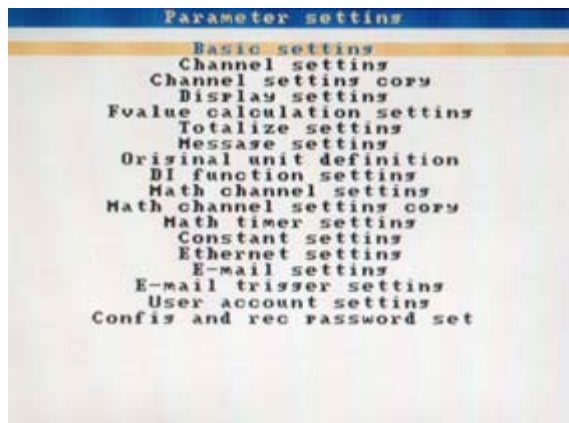 Parameter setting
Basic setting
Channel setting
Channel setting copy
Display setting
Fvalue calculation setting
Totalize setting
Message setting
Original unit definition
DI function setting
Math channel setting
Math channel setting copy
Math timer setting
Constant setting
Ethernet setting
E-mail setting
E-mail trigger setting
User account setting
Config and rec password set